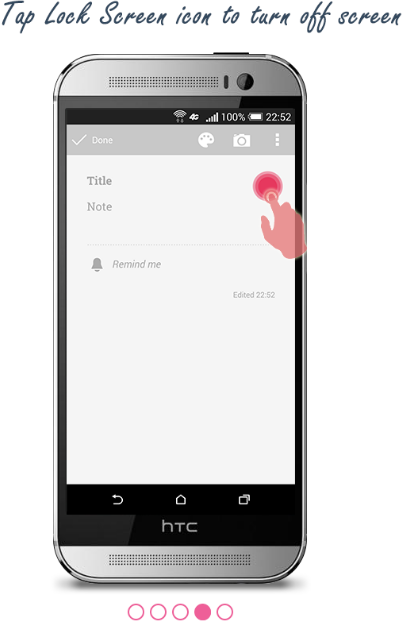 Tap Lock Screen icon to turn off screen
4G 100% 22:52
Done
Title
Note
Remind me
Edited 22:52
hTC